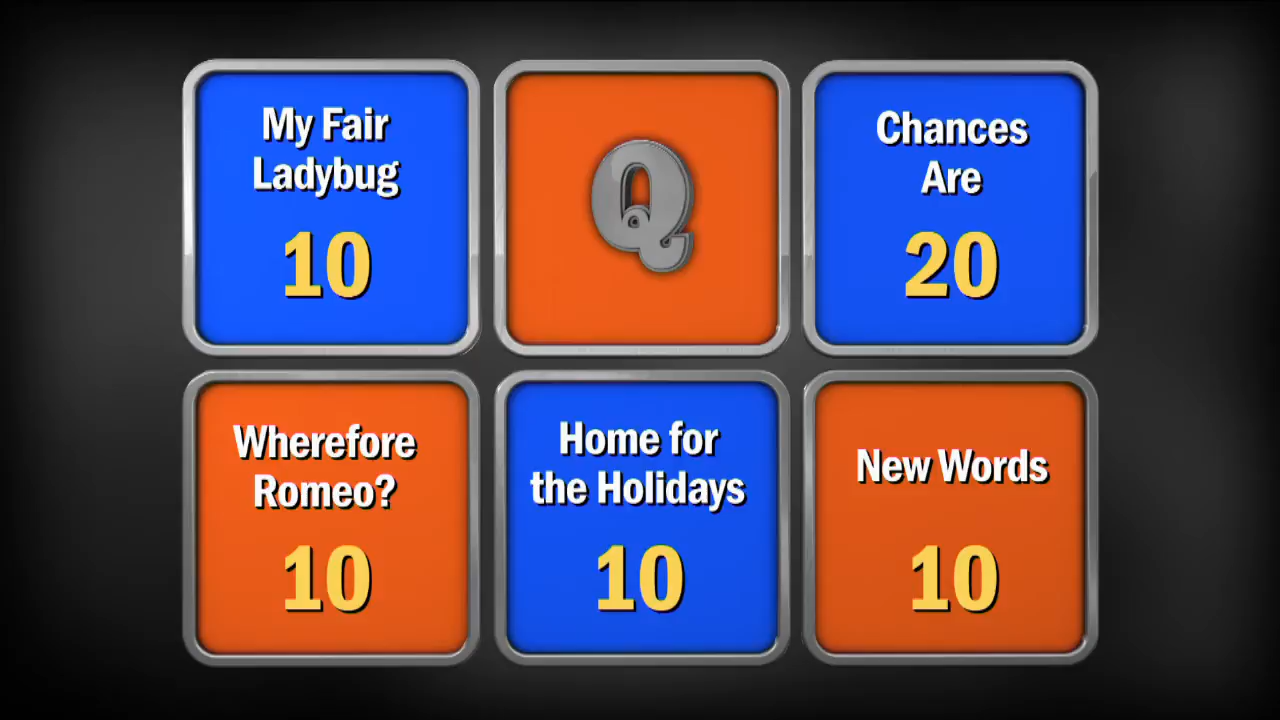 My Fair
Ladybug
10
Q
Chances
Are
20
Wherefore
Romeo?
10
Home for
the Holidays
10
New Words
10